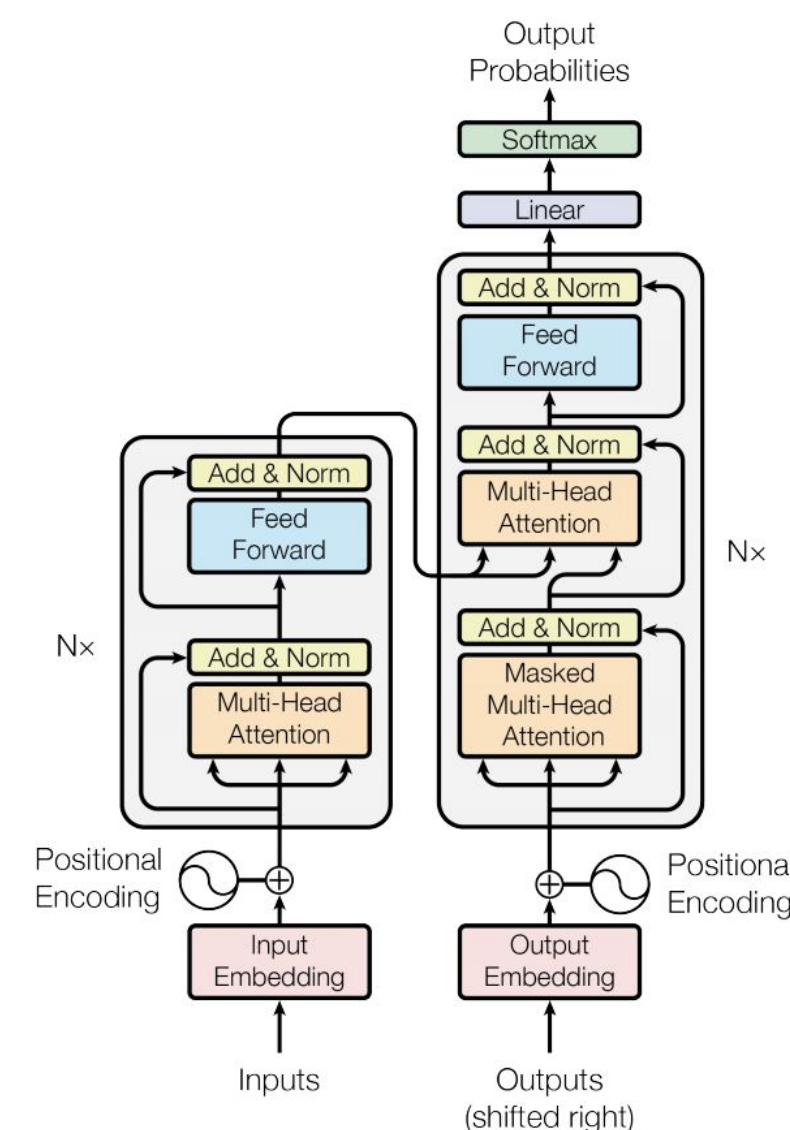 Output
Probabilities
Softmax
Linear
Add & Norm
Feed
Forward
Add & Norm
Multi-Head
Attention
N×
Add & Norm
Masked
Multi-Head
Attention
Add & Norm
Feed
Forward
N×
Add & Norm
Multi-Head
Attention
Positional
Encoding
Positiona
Encoding
Input
Embedding
Output
Embedding
Inputs
Outputs
(shifted right)